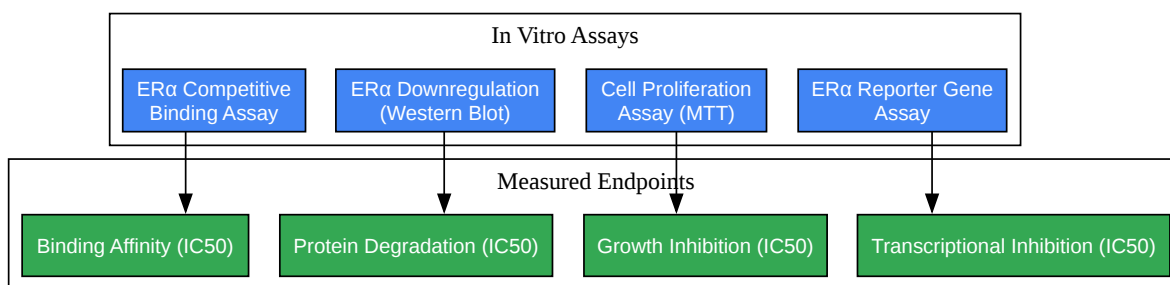 In Vitro Assays
ERα Competitive
Binding Assay
ERα Downregulation
(Western Blot)
Cell Proliferation
Assay (MTT)
ERα Reporter Gene
Assay
Measured Endpoints
Binding Affinity (IC50)
Protein Degradation (IC50)
Growth Inhibition (IC50)
Transcriptional Inhibition (IC50)